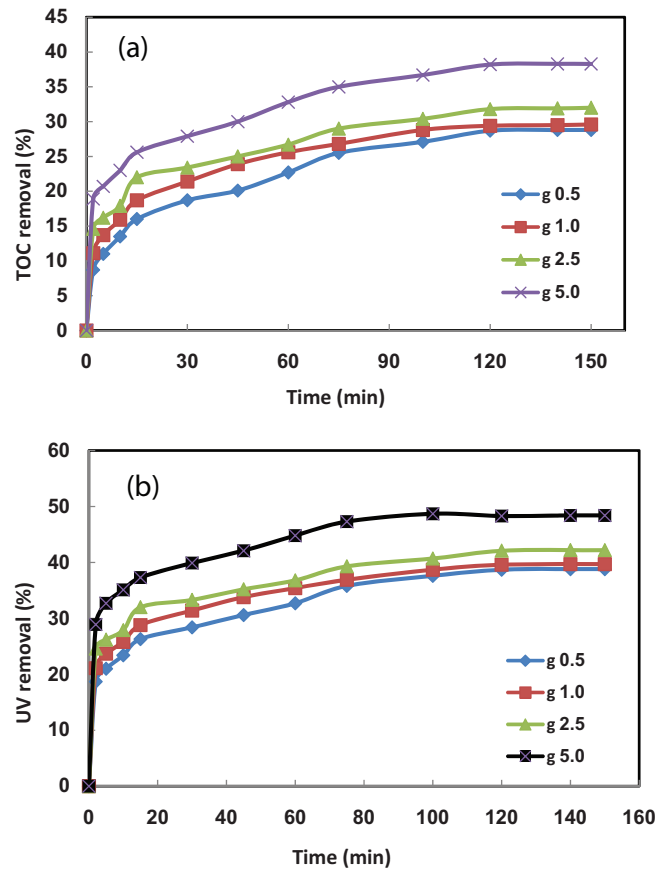 (a)
TOC removal (%)
45
40
35
30
25
20
15
10
5
0
0 30 60 90 120 150
Time (min)
g 0.5
g 1.0
g 2.5
g 5.0
(b)
UV removal (%)
60
50
40
30
20
10
0
0 20 40 60 80 100 120 140 160
Time (min)
g 0.5
g 1.0
g 2.5
g 5.0